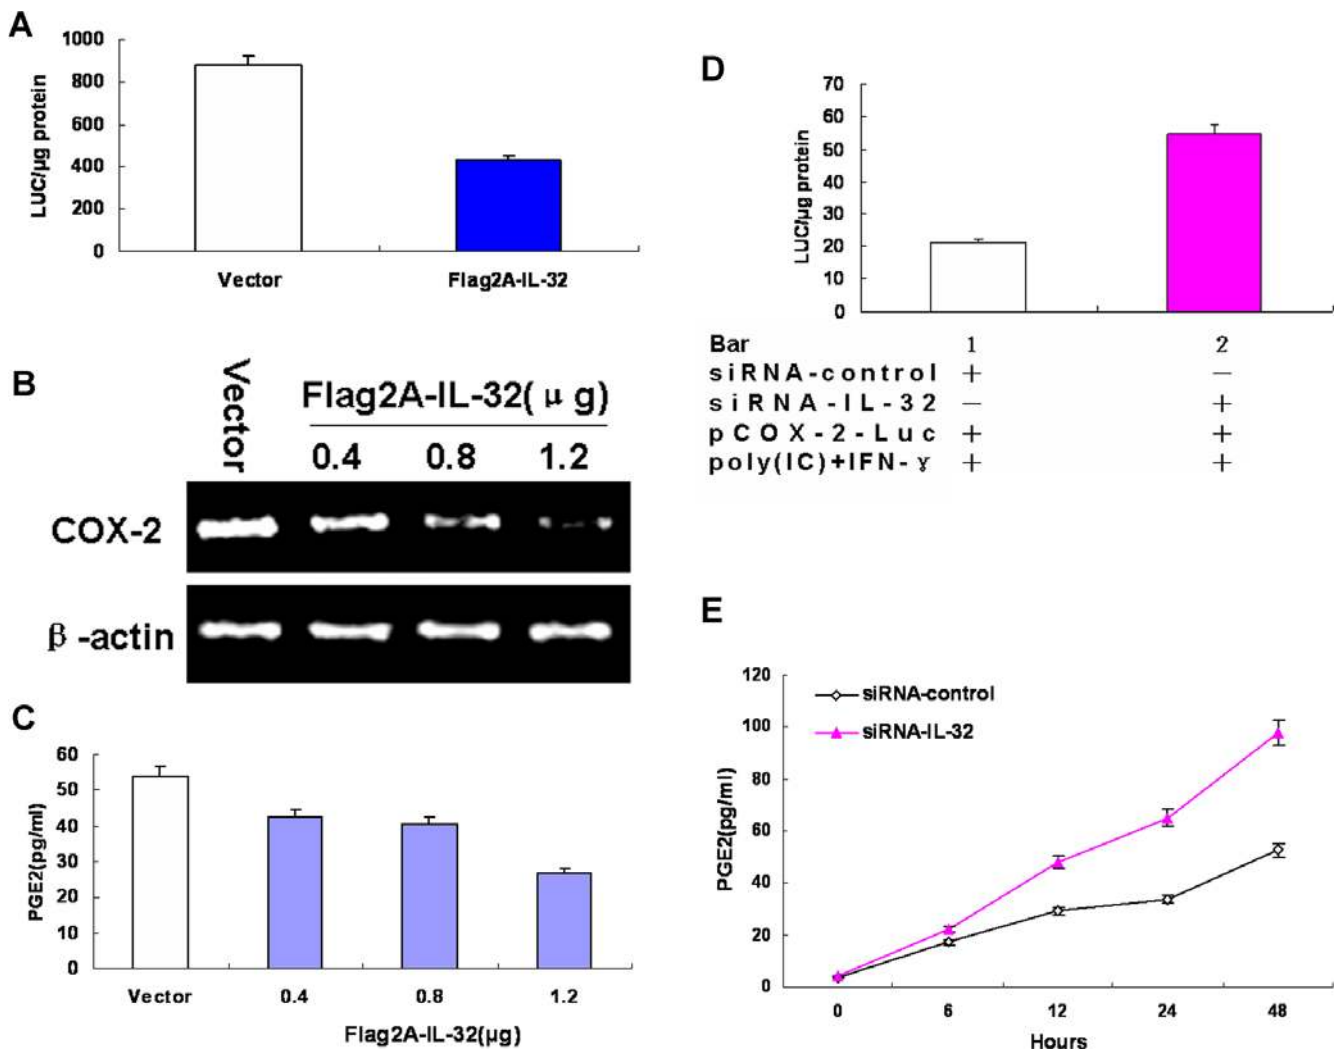 A
LUC/μg protein
1000
800
600
400
200
0
Vector Flag2A-IL-32
B
Vector
Flag2A-IL-32( μ g)
0.4 0.8 1.2
COX-2
β -actin
C
PGE2(pg/ml)
60
50
40
30
20
10
0
Vector 0.4 0.8 1.2
Flag2A-IL-32(μg)
D
LUC/μg protein
70
60
50
40
30
20
10
0
Bar 1 2
siRNA-control + −
siRNA-IL-32 − +
pCOX-2-Luc + +
poly(IC)+IFN-γ + +
E
PGE2(pg/ml)
120
100
80
60
40
20
0
siRNA-control
siRNA-IL-32
0 6 12 24 48
Hours